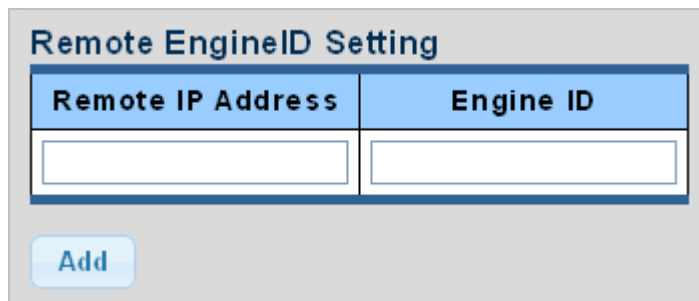 Remote EngineID Setting
Remote IP Address Engine ID
Add